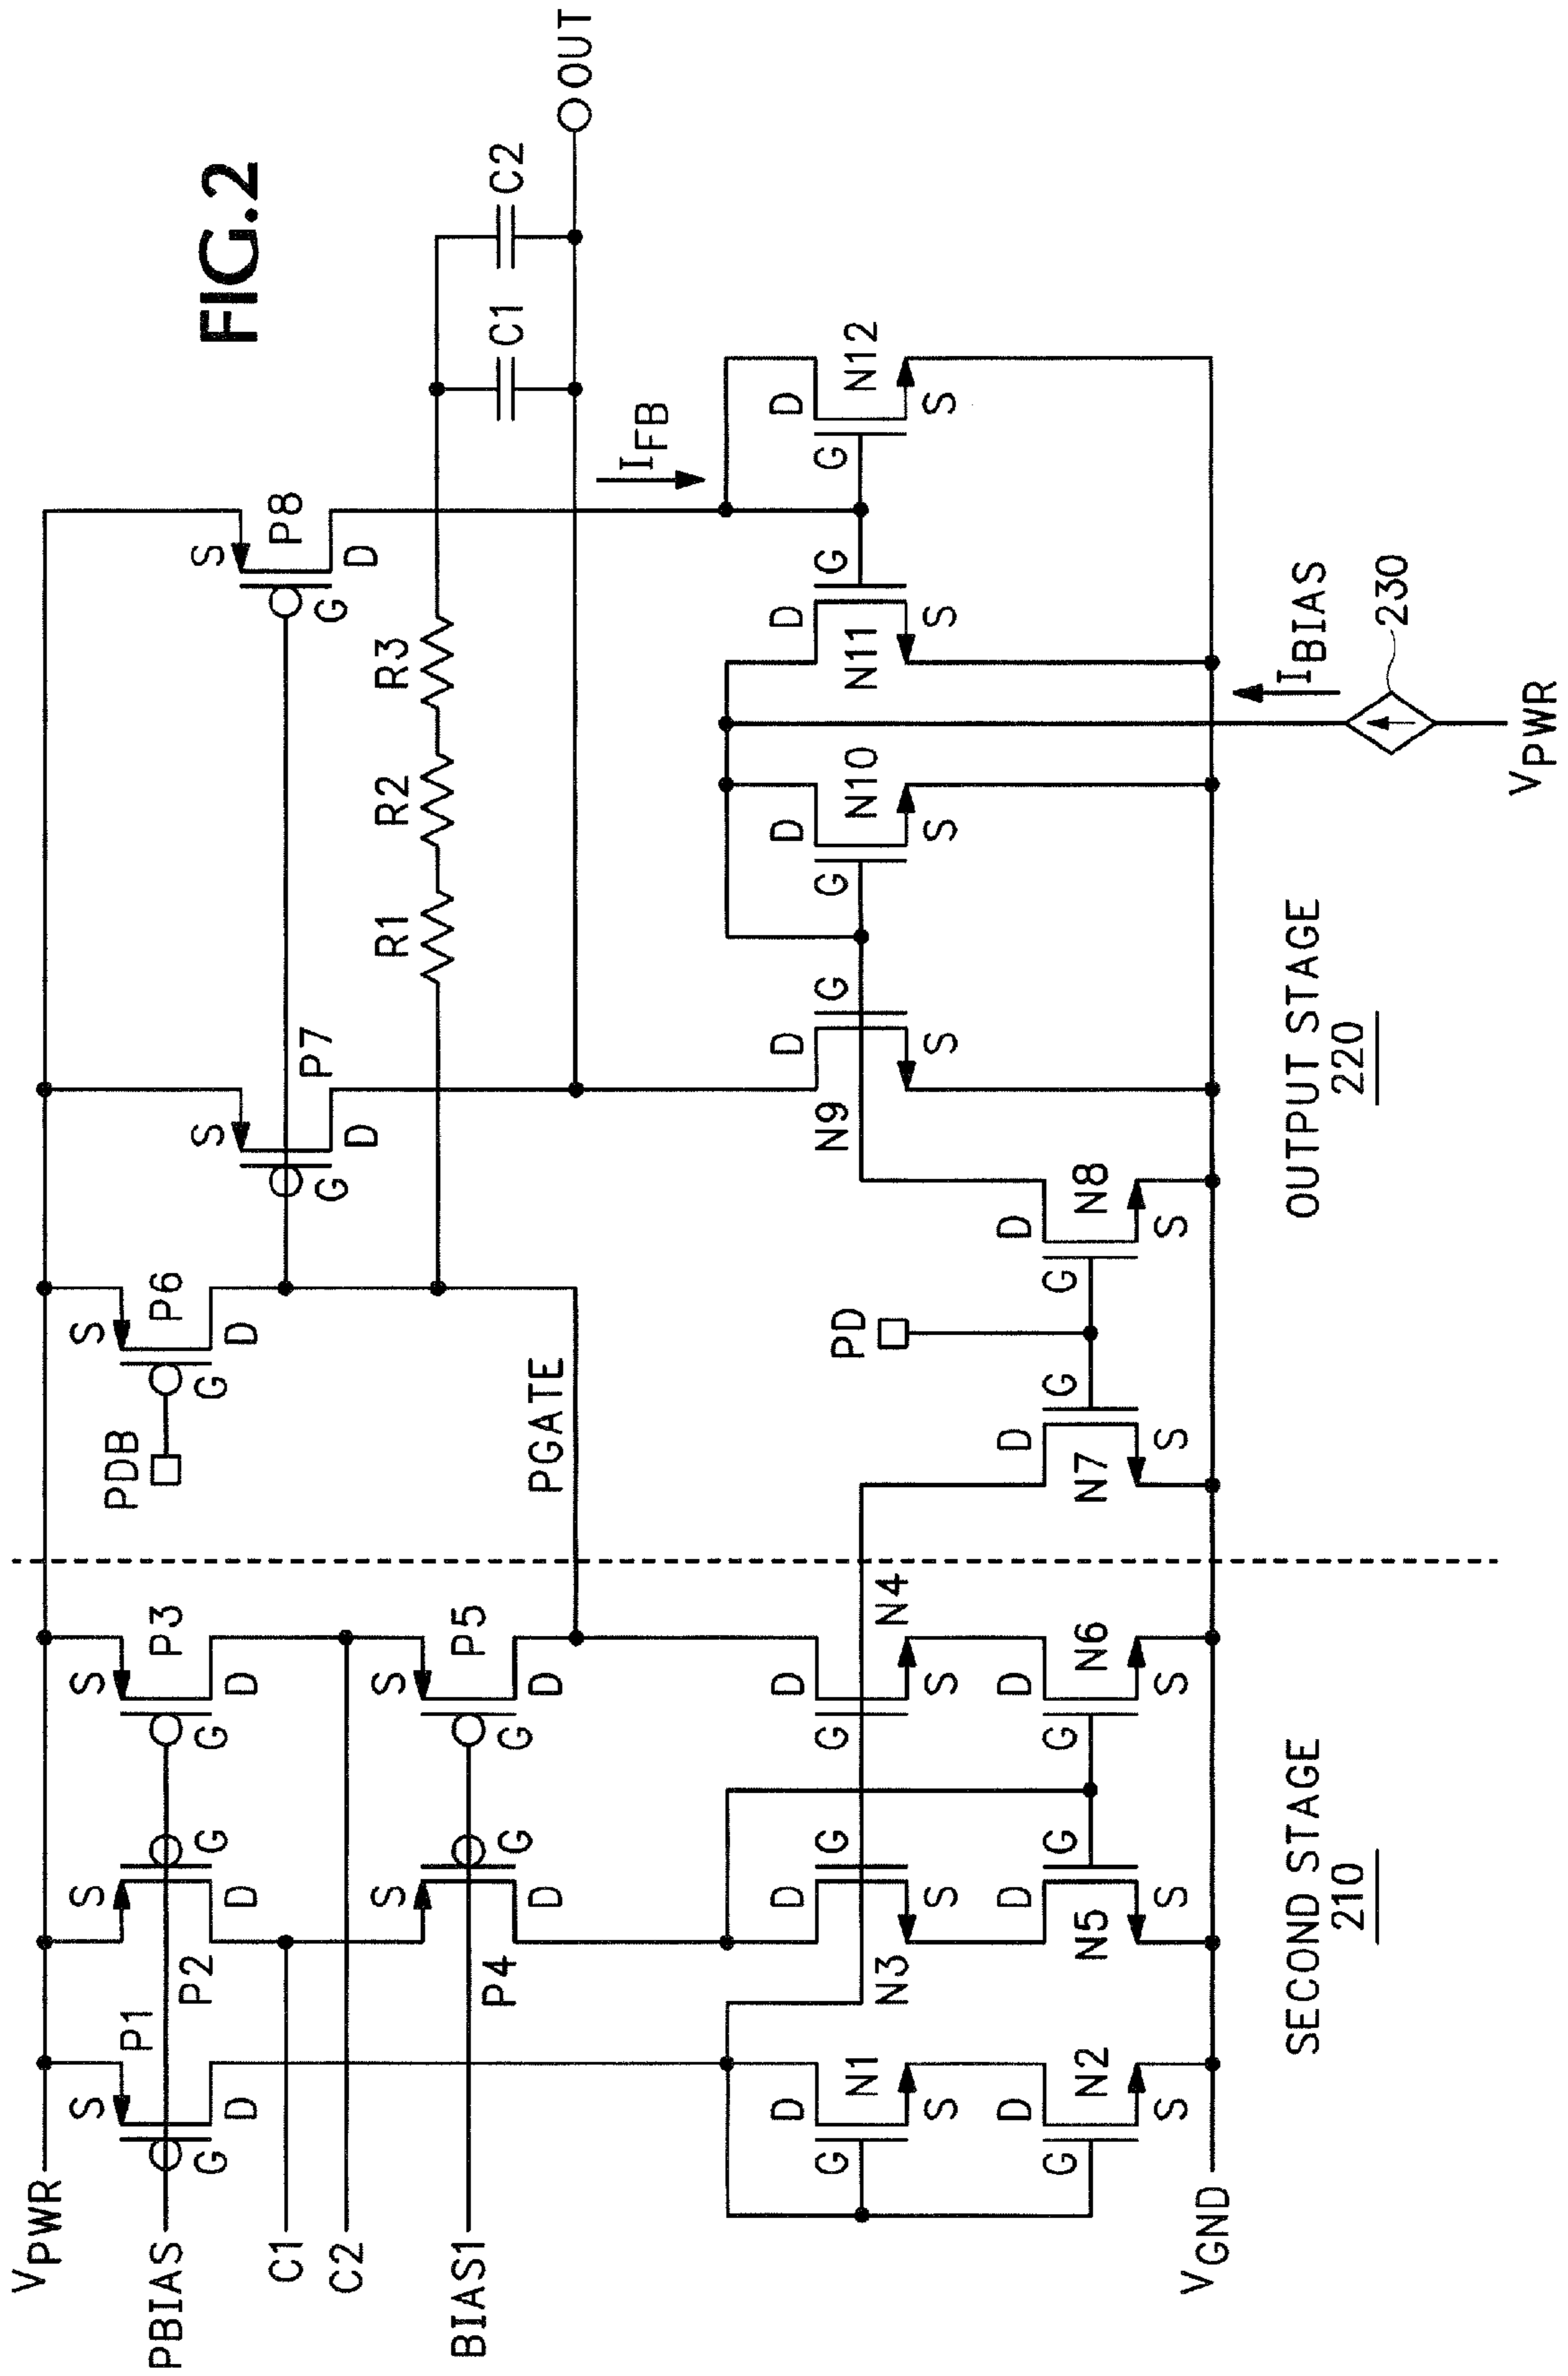 FIG.2
VPWR
PBIAS
C1
C2
BIAS1
VGND
P1
S
G
D
P2
S
G
D
P3
S
G
D
P4
S
G
D
P5
S
G
D
N1
D
G
S
N2
D
G
S
N3
D
G
S
N4
D
G
S
N5
D
G
S
N6
D
G
S
SECOND STAGE
210
PDB
P6
S
G
D
PGATE
P7
S
G
D
P8
S
G
D
R1
R2
R3
C1
C2
OUT
IFB
PD
N7
D
G
S
N8
D
G
S
N9
D
G
S
N10
D
G
S
N11
D
G
S
N12
D
G
S
IBIAS
230
VPWR
OUTPUT STAGE
220